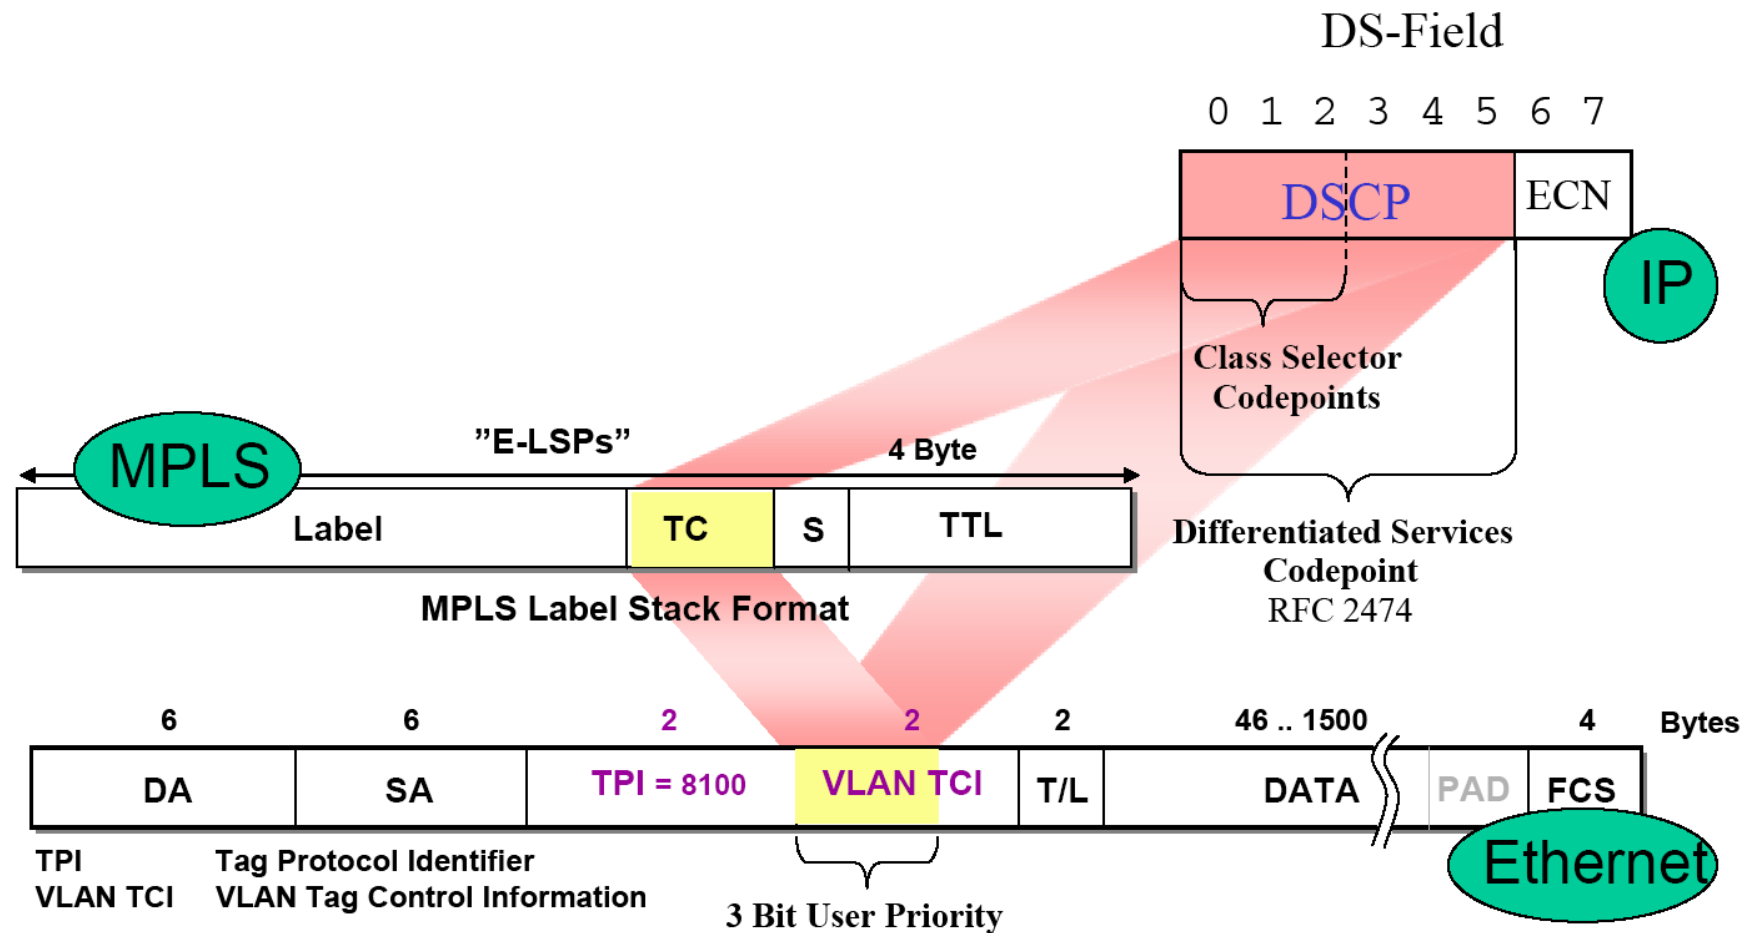 DS-Field
0 1 2 3 4 5 6 7
DSCP ECN
IP
Class Selector
Codepoints
Differentiated Services
Codepoint
RFC 2474
MPLS
”E-LSPs” 4 Byte
Label TC S TTL
MPLS Label Stack Format
6 6 2 2 2 46 .. 1500 4 Bytes
DA SA TPI = 8100 VLAN TCI T/L DATA PAD FCS
Ethernet
TPI Tag Protocol Identifier
VLAN TCI VLAN Tag Control Information
3 Bit User Priority